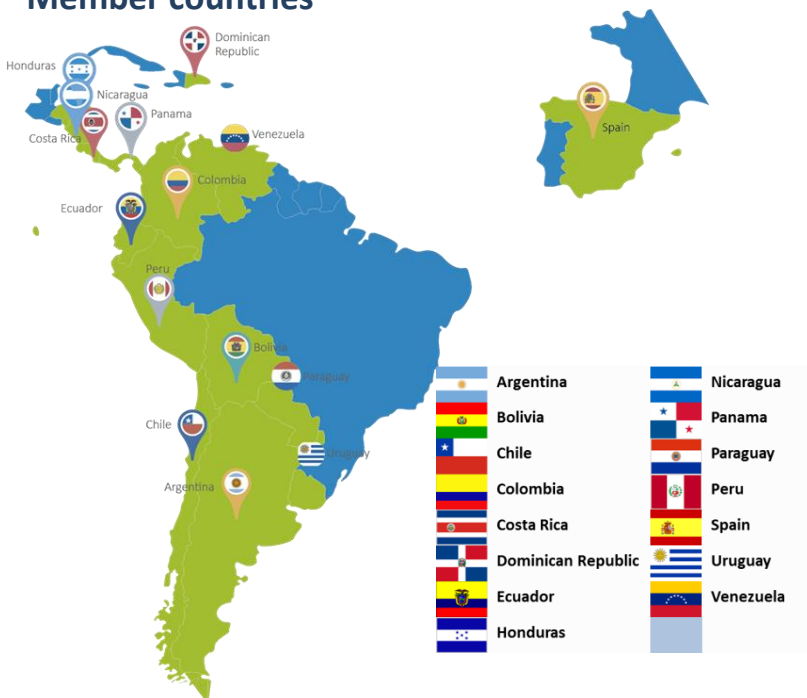 Member countries
Dominican
Republic
Honduras
Nicaragua
Panama
Costa Rica
Venezuela
Colombia
Ecuador
Peru
Bolivia
Paraguay
Chile
Uruguay
Argentina
Spain
Argentina
Bolivia
Chile
Colombia
Costa Rica
Dominican Republic
Ecuador
Honduras
Nicaragua
Panama
Paraguay
Peru
Spain
Uruguay
Venezuela